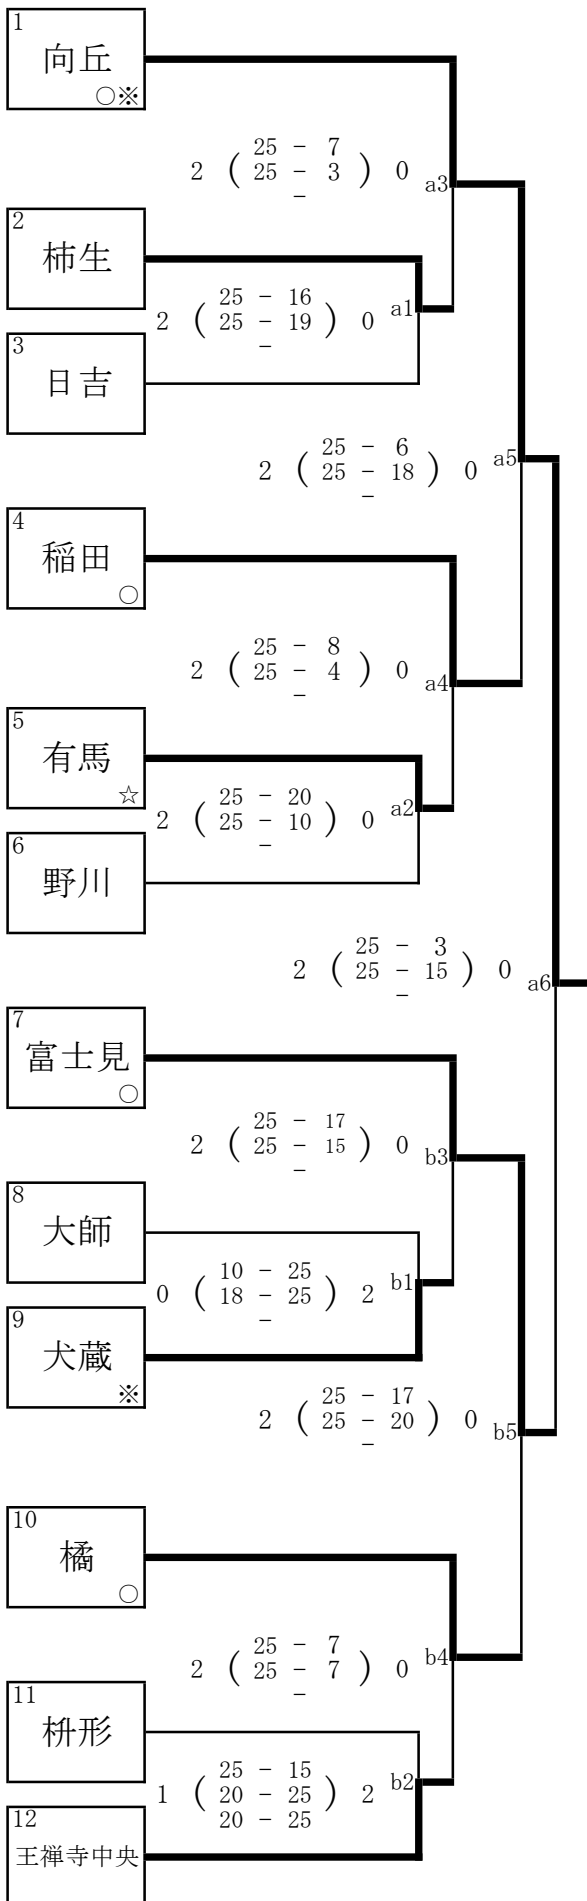 1
向丘
○※
25 - 7
2 ( 25 - 3 ) 0 a3
-
2
柿生
25 - 16
2 ( 25 - 19 ) 0 a1
-
3
日吉
25 - 6
2 ( 25 - 18 ) 0 a5
-
4
稲田
○
25 - 8
2 ( 25 - 4 ) 0 a4
-
5
有馬
☆
25 - 20
2 ( 25 - 10 ) 0 a2
-
6
野川
25 - 3
2 ( 25 - 15 ) 0 a6
-
7
富士見
○
25 - 17
2 ( 25 - 15 ) 0 b3
-
8
大師
10 - 25
0 ( 18 - 25 ) 2 b1
-
9
犬蔵
※
25 - 17
2 ( 25 - 20 ) 0 b5
-
10
橘
○
25 - 7
2 ( 25 - 7 ) 0 b4
-
11
枡形
25 - 15
1 ( 20 - 25 ) 2 b2
20 - 25
12
王禅寺中央